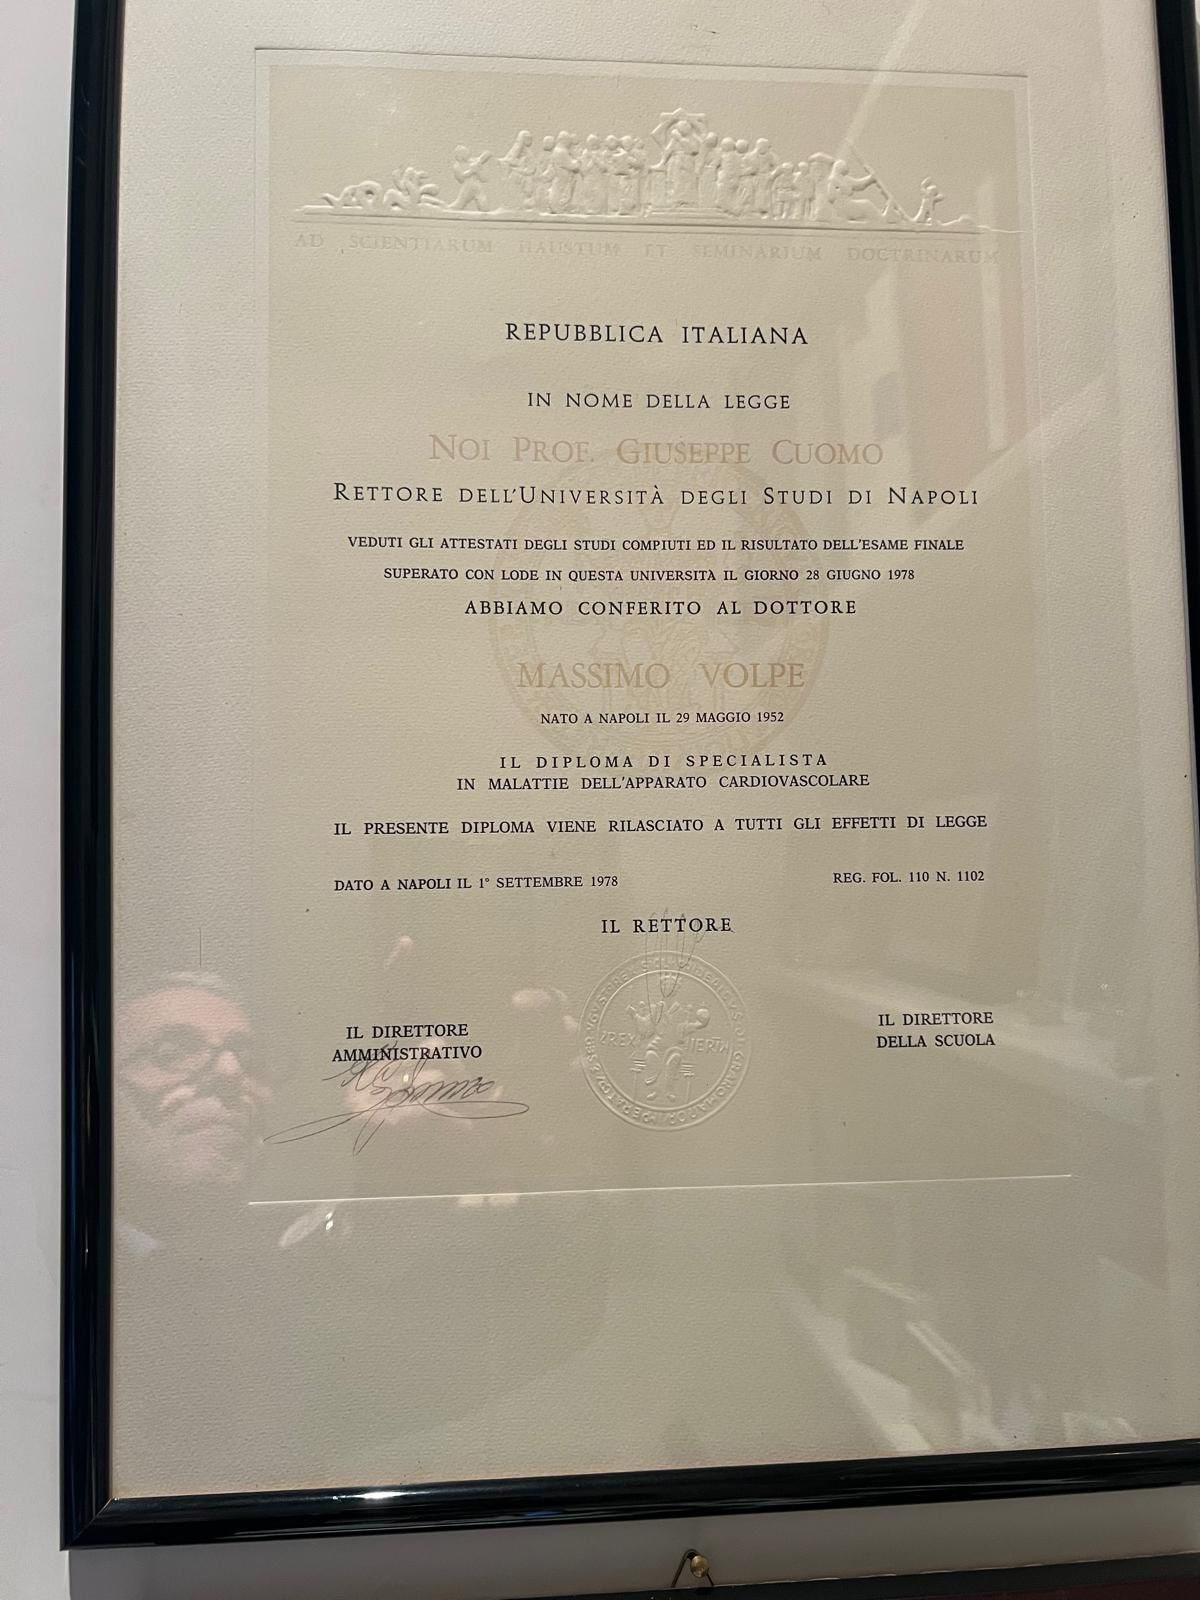 AD SCIENTIARUM HAUSTUM ET SEMINARIUM DOCTRINARUM
REPUBBLICA ITALIANA
IN NOME DELLA LEGGE
NOI PROF. GIUSEPPE CUOMO
RETTORE DELL'UNIVERSITÀ DEGLI STUDI DI NAPOLI
VEDUTI GLI ATTESTATI DEGLI STUDI COMPIUTI ED IL RISULTATO DELL'ESAME FINALE
SUPERATO CON LODE IN QUESTA UNIVERSITA IL GIORNO 28 GIUGNO 1978
ABBIAMO CONFERITO AL DOTTORE
MASSIMO VOLPE
NATO A NAPOLI IL 29 MAGGIO 1952
IL DIPLOMA DI SPECIALISTA
IN MALATTIE DELL'APPARATO CARDIOVASCOLARE
IL PRESENTE DIPLOMA VIENE RILASCIATO A TUTTI GLI EFFETTI DI LEGGE
DATO A NAPOLI IL 1° SETTEMBRE 1978 REG. FOL. 110 N. 1102
IL RETTORE
IL DIRETTORE
AMMINISTRATIVO
IL DIRETTORE
DELLA SCUOLA